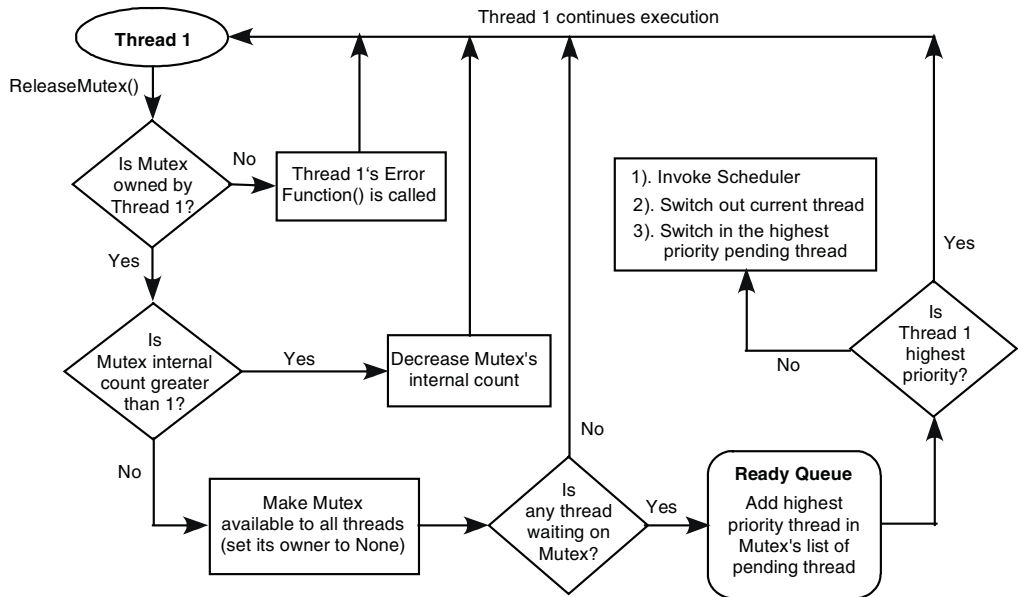 Thread 1 continues execution
Thread 1
ReleaseMutex()
Is Mutex
owned by
Thread 1?
No
Thread 1's Error
Function() is called
1). Invoke Scheduler
2). Switch out current thread
3). Switch in the highest
priority pending thread
Yes
Yes
Is
Mutex internal
count greater
than 1?
Yes
Decrease Mutex's
internal count
Is
Thread 1
highest
priority?
No
No
No
Make Mutex
available to all threads
(set its owner to None)
Is
any thread
waiting on
Mutex?
Yes
Ready Queue
Add highest
priority thread in
Mutex's list of
pending thread